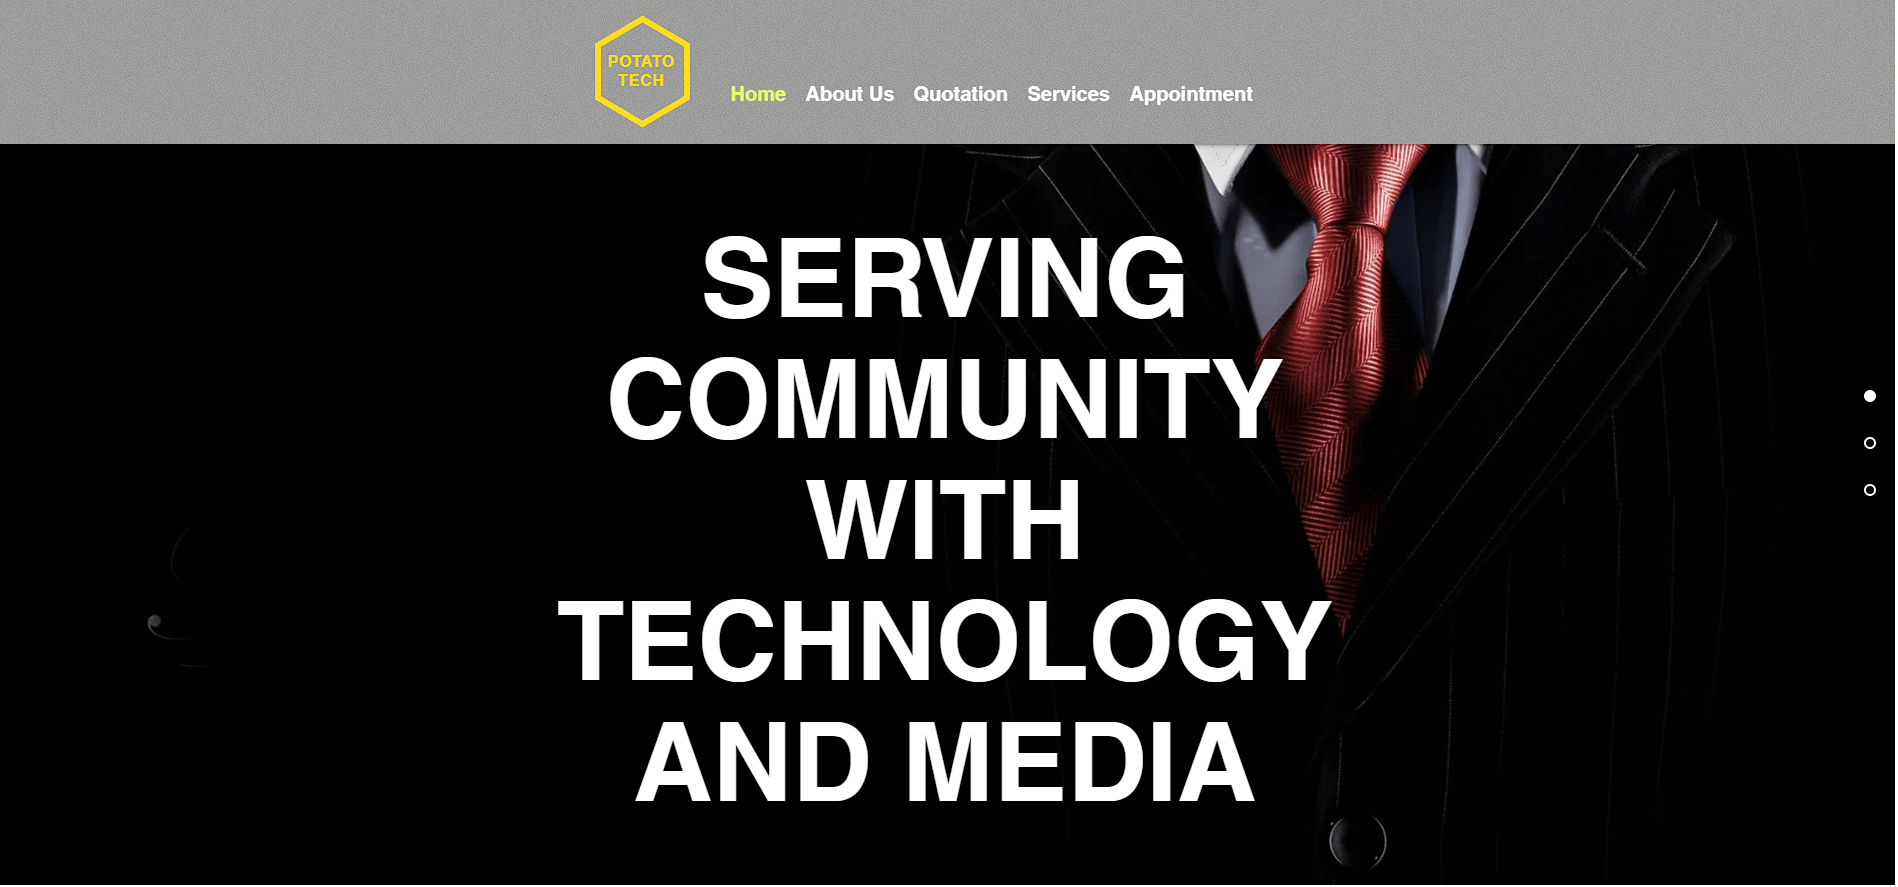 POTATO
TECH
Home About Us Quotation Services Appointment
SERVING
COMMUNITY
WITH
TECHNOLOGY
AND MEDIA